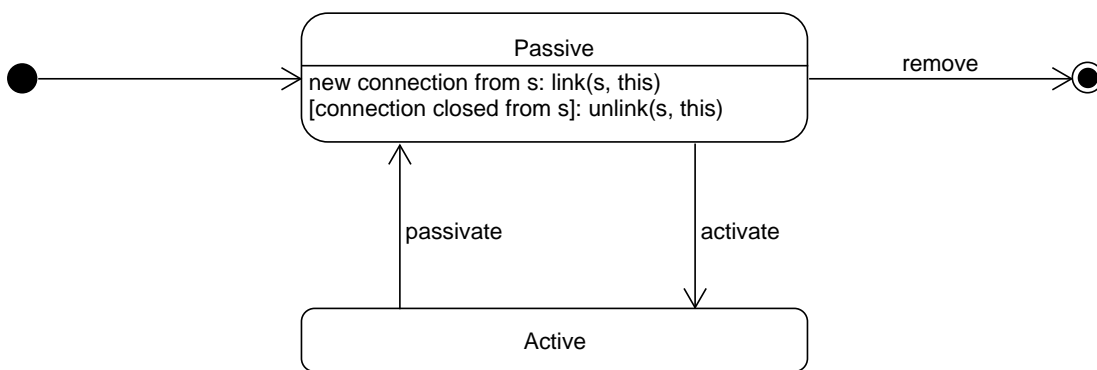 Passive
new connection from s: link(s, this)
[connection closed from s]: unlink(s, this)
remove
passivate
activate
Active